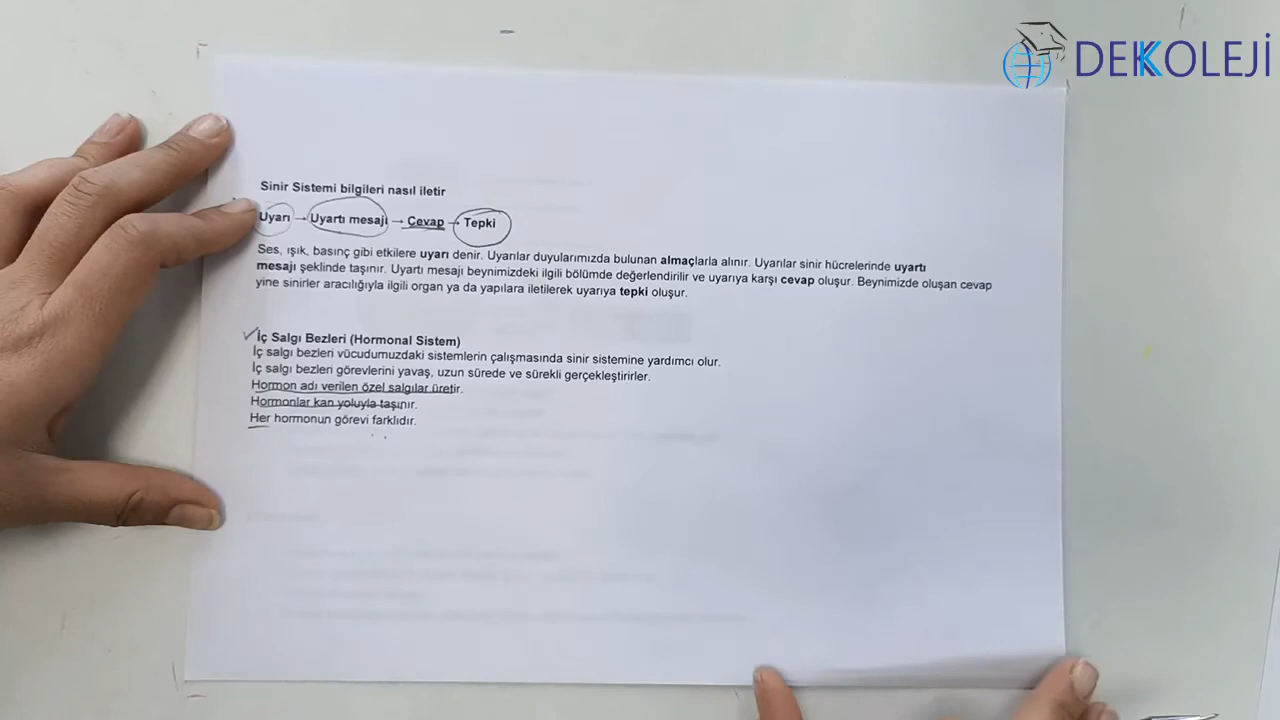 DEKKOLEJİ
Sinir Sistemi bilgileri nasıl iletir
Uyarı → Uyartı mesajı → Cevap → Tepki
Ses, ışık, basınç gibi etkilere uyarı denir. Uyarılar duyularımızda bulunan almaçlarla alınır. Uyarılar sinir hücrelerinde uyartı
mesajı şeklinde taşınır. Uyartı mesajı beynimizdeki ilgili bölümde değerlendirilir ve uyarıya karşı cevap oluşur. Beynimizde oluşan cevap
yine sinirler aracılığıyla ilgili organ ya da yapılara iletilerek uyarıya tepki oluşur.
İç Salgı Bezleri (Hormonal Sistem)
İç salgı bezleri vücudumuzdaki sistemlerin çalışmasında sinir sistemine yardımcı olur.
İç salgı bezleri görevlerini yavaş, uzun sürede ve sürekli gerçekleştirirler.
Hormon adı verilen özel salgılar üretir.
Hormonlar kan yoluyla taşınır.
Her hormonun görevi farklıdır.